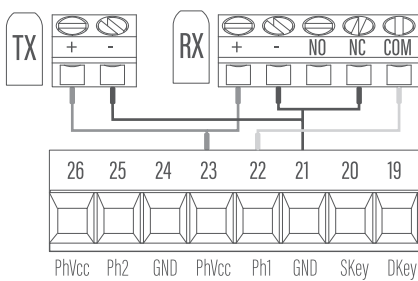 TX
+ -
RX
+ - NO NC COM
26 25 24 23 22 21 20 19
PhVcc Ph2 GND PhVcc Ph1 GND SKey DKey